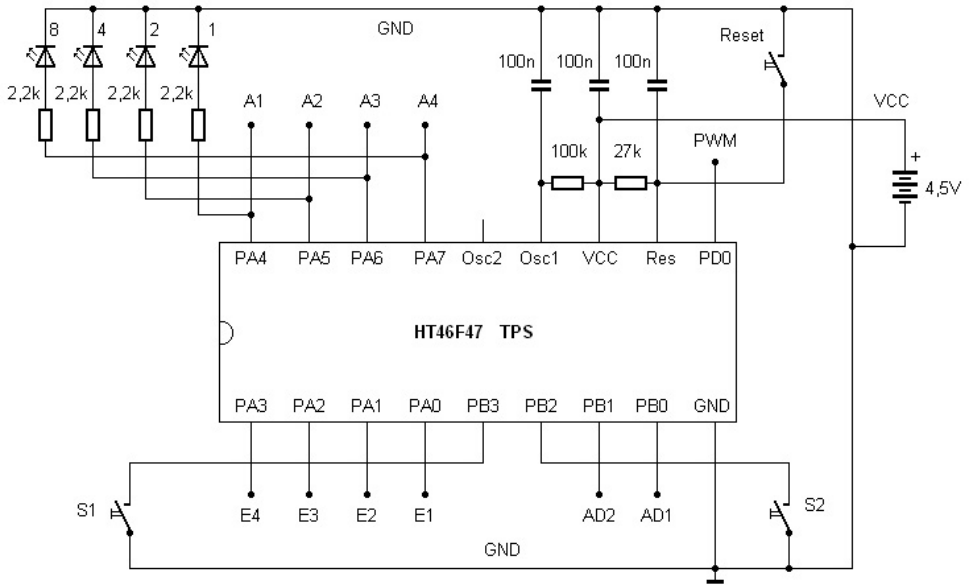 8 4 2 1 GND Reset
100n 100n 100n
2,2k 2,2k 2,2k 2,2k
A1 A2 A3 A4 VCC
100k 27k PWM
+
4,5V
PA4 PA5 PA6 PA7 Osc2 Osc1 VCC Res PD0
HT46F47 TPS
PA3 PA2 PA1 PA0 PB3 PB2 PB1 PB0 GND
S1 E4 E3 E2 E1 AD2 AD1 S2
GND